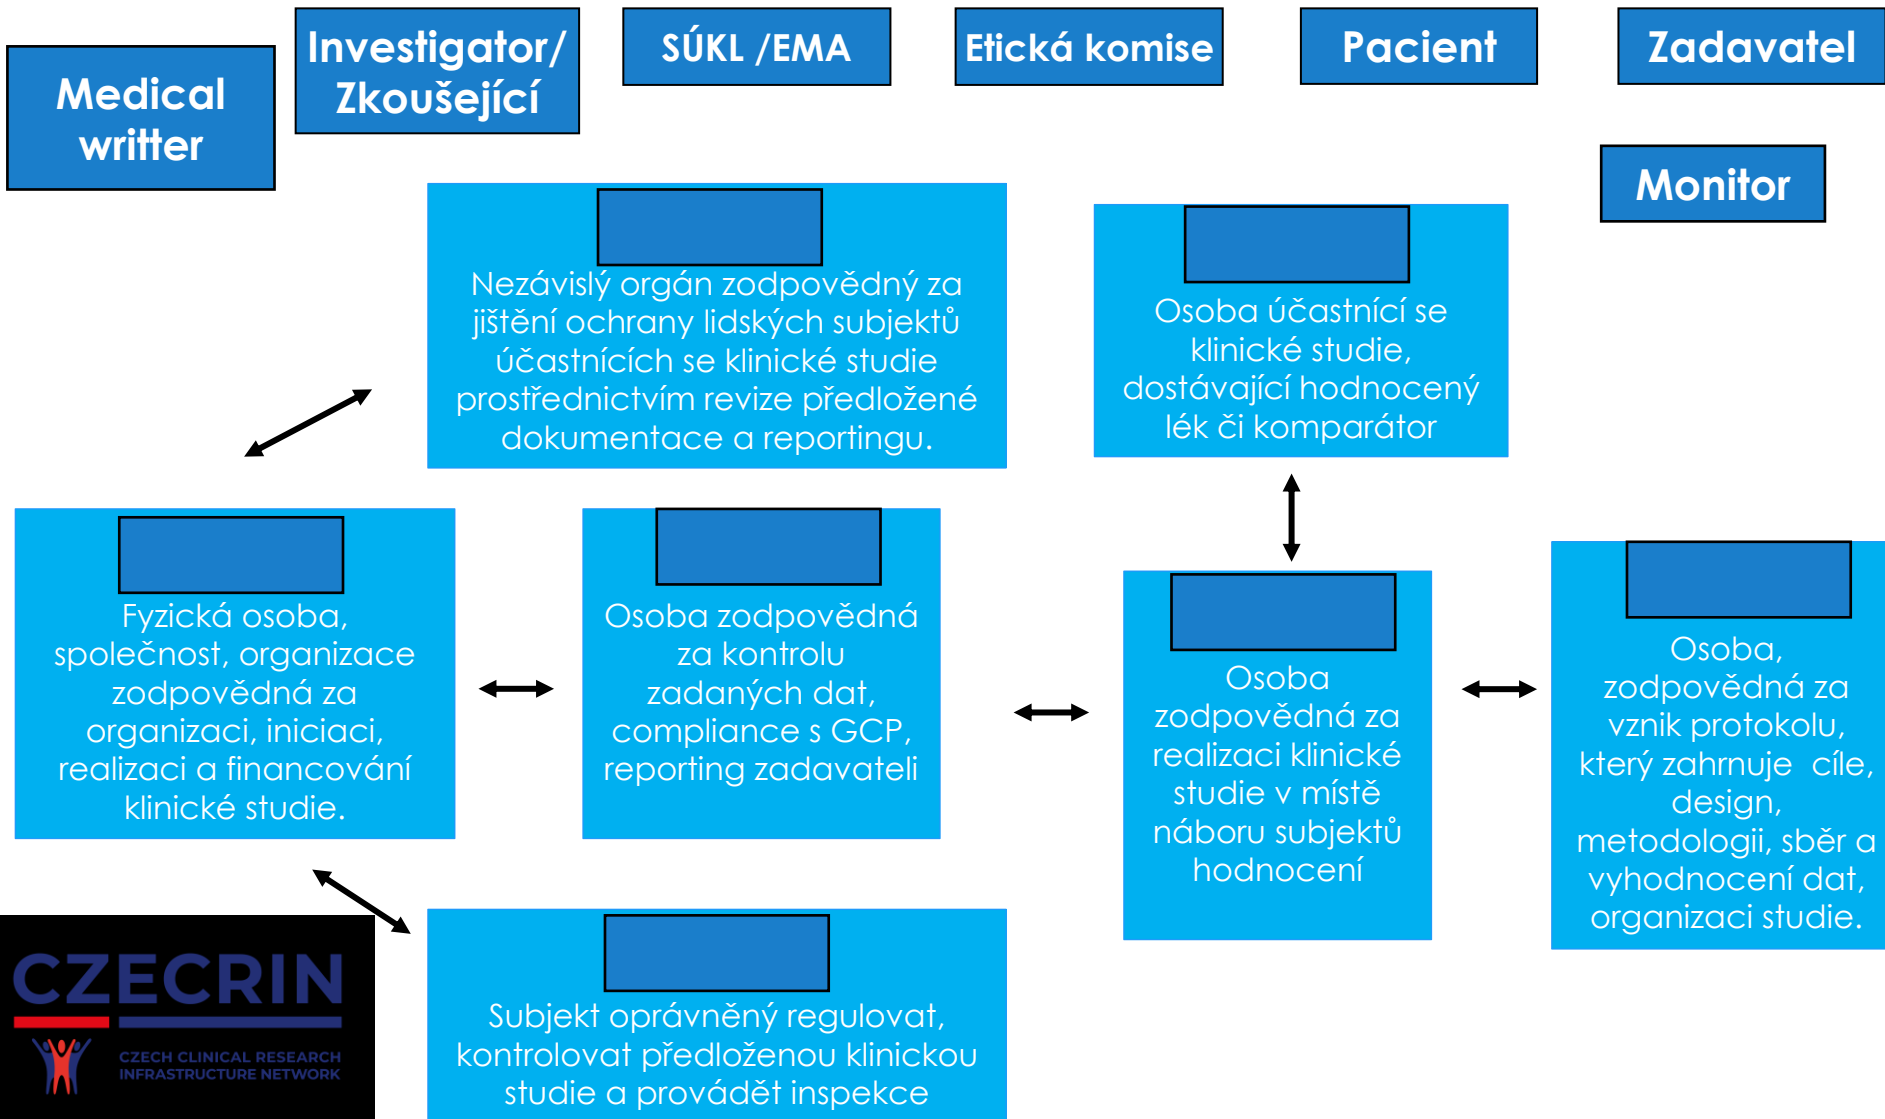 Medical
writter
Investigator/
Zkoušející
SÚKL /EMA
Etická komise
Pacient
Zadavatel
Monitor
Nezávislý orgán zodpovědný za
jištění ochrany lidských subjektů
účastnících se klinické studie
prostřednictvím revize předložené
dokumentace a reportingu.
Osoba účastnící se
klinické studie,
dostávající hodnocený
lék či komparátor
Fyzická osoba,
společnost, organizace
zodpovědná za
organizaci, iniciaci,
realizaci a financování
klinické studie.
Osoba zodpovědná
za kontrolu
zadaných dat,
compliance s GCP,
reporting zadavateli
Osoba
zodpovědná za
realizaci klinické
studie v místě
náboru subjektů
hodnocení
Osoba,
zodpovědná za
vznik protokolu,
který zahrnuje  cíle,
design,
metodologii, sběr a
vyhodnocení dat,
organizaci studie.
Subjekt oprávněný regulovat,
kontrolovat předloženou klinickou
studie a provádět inspekce
CZECRIN
CZECH CLINICAL RESEARCH
INFRASTRUCTURE NETWORK